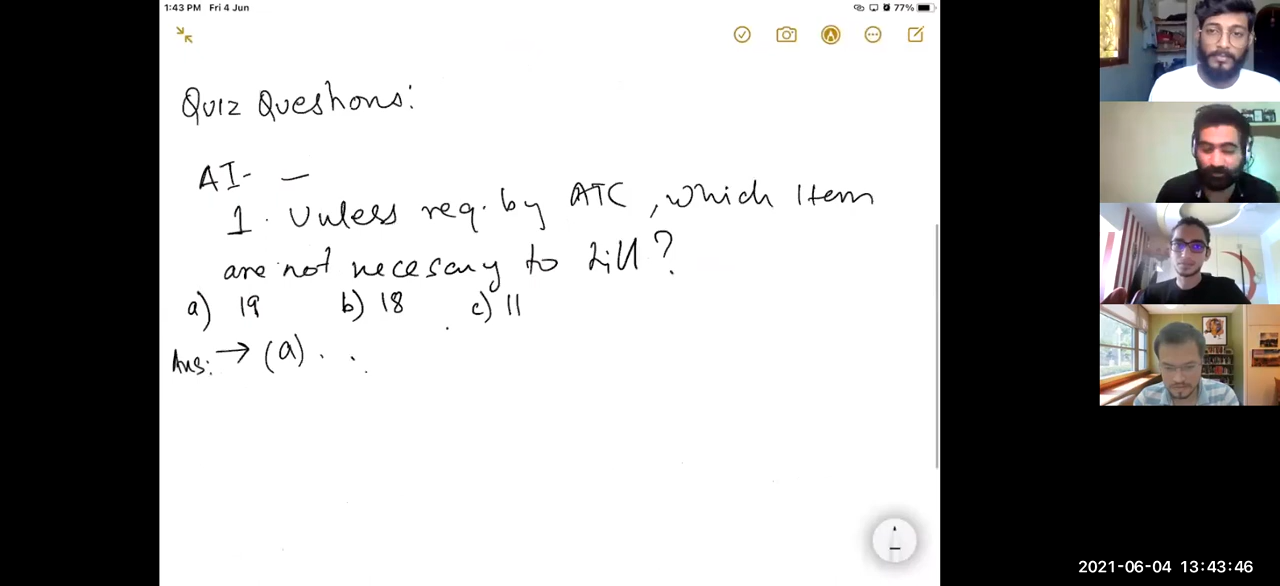 1:43 PM Fri 4 Jun
77%
Quiz Questions:
AI- —
1. Unless req. by ATC, which Item
are not necesary to fill?
a) 19 b) 18 c) 11
Ans: → (a).
2021-06-04 13:43:46